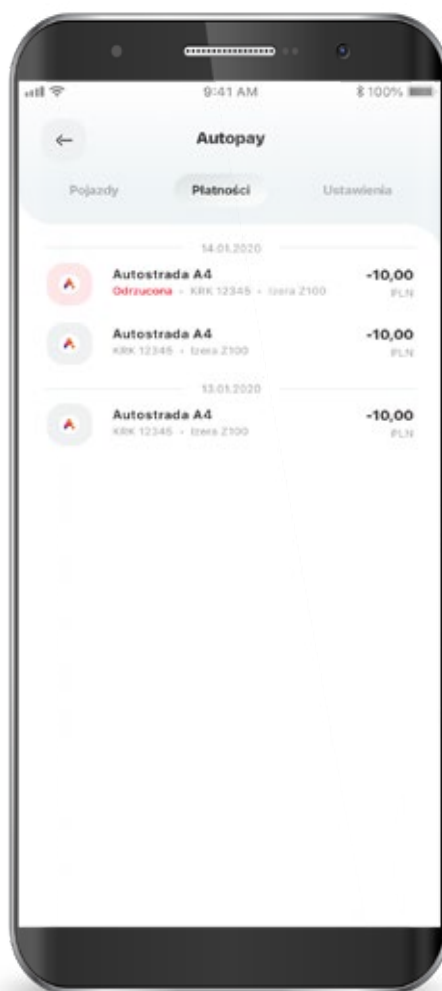 9:41 AM
100%
Autopay
Pojazdy
Płatności
Ustawienia
14.01.2020
Autostrada A4
-10,00
Odrzucona • KRK 12345 • Izera Z100
PLN
Autostrada A4
-10,00
KRK 12345 • Izera Z100
PLN
13.01.2020
Autostrada A4
-10,00
KRK 12345 • Izera Z100
PLN